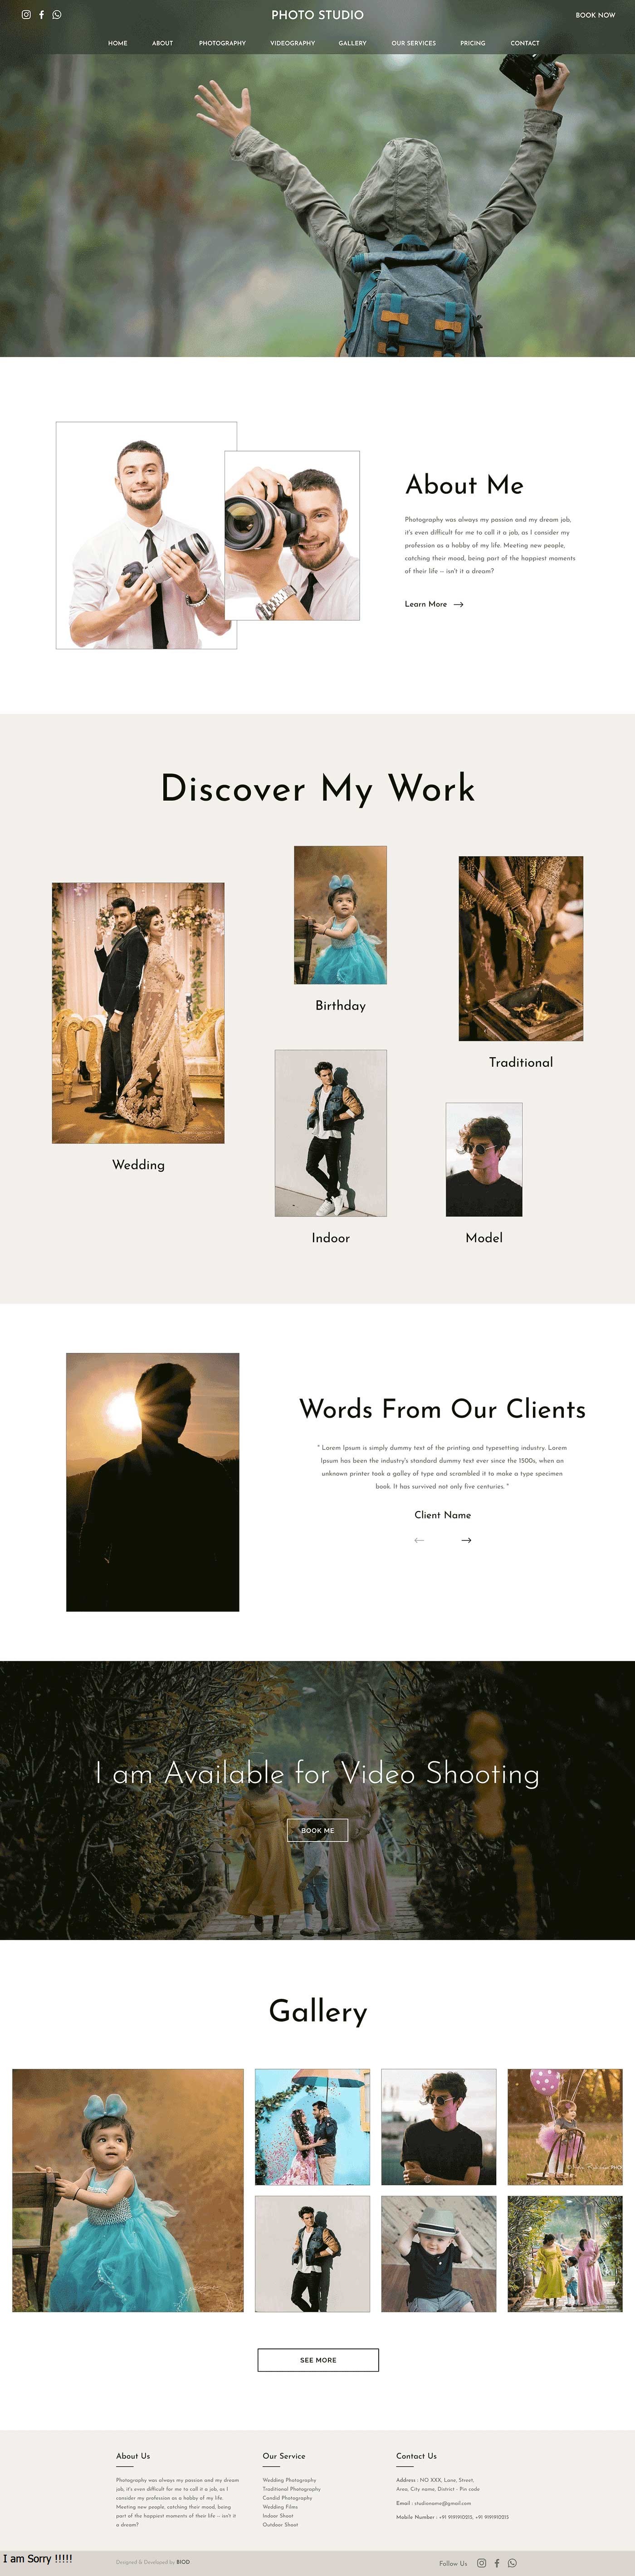 PHOTO STUDIO
BOOK NOW
HOME ABOUT PHOTOGRAPHY VIDEOGRAPHY GALLERY OUR SERVICES PRICING CONTACT
About Me
Photography was always my passion and my dream job,
it's even difficult for me to call it a job, as I consider my
profession as a hobby of my life. Meeting new people,
catching their mood, being part of the happiest moments
of their life – isn't it a dream?
Learn More
Discover My Work
Birthday
Traditional
Wedding
Indoor
Model
Words From Our Clients
" Lorem Ipsum is simply dummy text of the printing and typesetting industry. Lorem
Ipsum has been the industry's standard dummy text ever since the 1500s, when an
unknown printer took a galley of type and scrambled it to make a type specimen
book. It has survived not only five centuries. "
Client Name
I am Available for Video Shooting
BOOK ME
Gallery
SEE MORE
About Us
Photography was always my passion and my dream
job, it's even difficult for me to call it a job, as I
consider my profession as a hobby of my life.
Meeting new people, catching their mood, being
part of the happiest moments of their life – isn't it
a dream?
Our Service
Wedding Photography
Traditional Photography
Candid Photography
Wedding Films
Indoor Shoot
Outdoor Shoot
Contact Us
Address : NO XXX, Lane, Street,
Area, City name, District - Pin code
Email : studioname@gmail.com
Mobile Number : +91 9191910215, +91 9191910215
I am Sorry !!!!!
Designed & Developed by BIOD
Follow Us